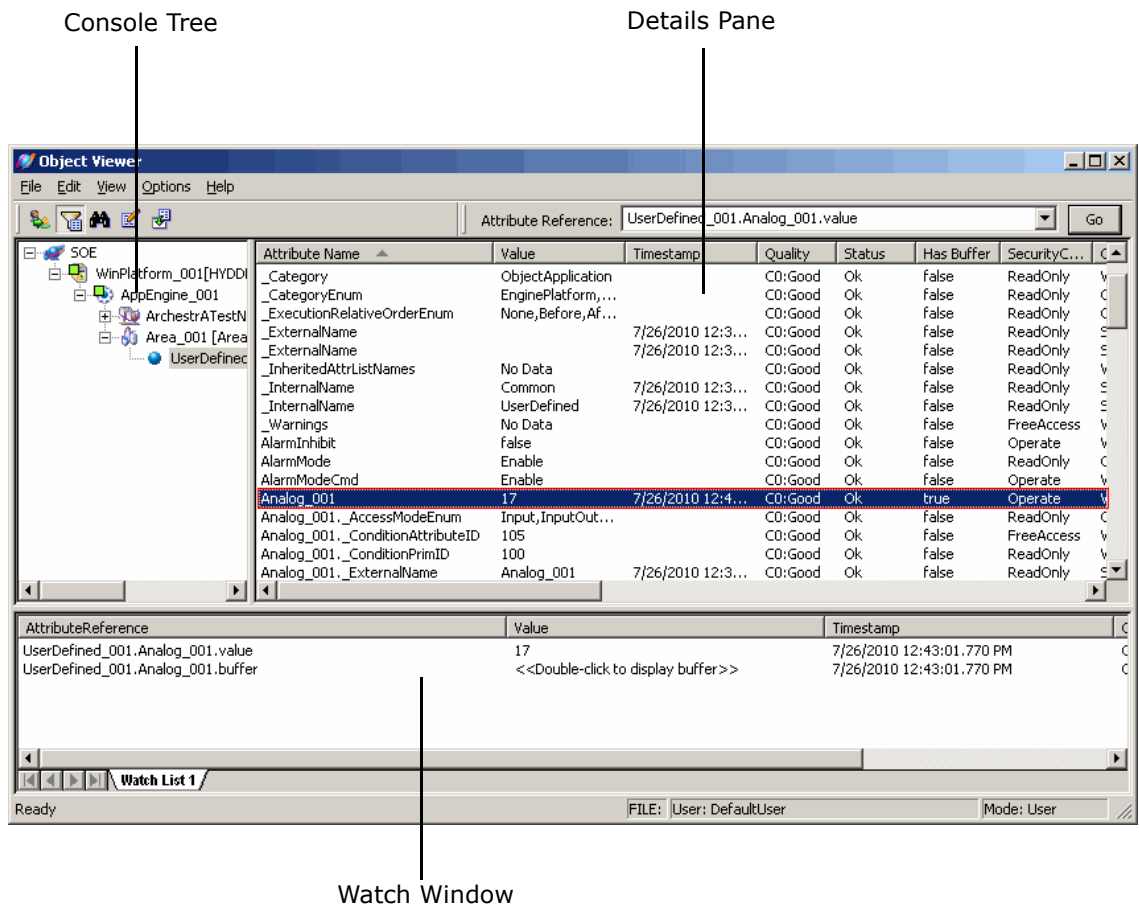 Console Tree
Details Pane
Object Viewer
File Edit View Options Help
Attribute Reference: UserDefined_001.Analog_001.value Go
SOE
WinPlatform_001[HYDDI
AppEngine_001
ArchestrATestN
Area_001 [Area
UserDefined
Attribute Name Value Timestamp Quality Status Has Buffer SecurityC...
_Category ObjectApplication C0:Good Ok false ReadOnly
_CategoryEnum EnginePlatform,... C0:Good Ok false ReadOnly
_ExecutionRelativeOrderEnum None,Before,Af... C0:Good Ok false ReadOnly
_ExternalName 7/26/2010 12:3... C0:Good Ok false ReadOnly
_ExternalName 7/26/2010 12:3... C0:Good Ok false ReadOnly
_InheritedAttrListNames No Data C0:Good Ok false ReadOnly
_InternalName Common 7/26/2010 12:3... C0:Good Ok false ReadOnly
_InternalName UserDefined 7/26/2010 12:3... C0:Good Ok false ReadOnly
_Warnings No Data C0:Good Ok false FreeAccess
AlarmInhibit false C0:Good Ok false Operate
AlarmMode Enable C0:Good Ok false ReadOnly
AlarmModeCmd Enable C0:Good Ok false Operate
Analog_001 17 7/26/2010 12:4... C0:Good Ok true Operate
Analog_001._AccessModeEnum Input,InputOut... C0:Good Ok false ReadOnly
Analog_001._ConditionAttributeID 105 C0:Good Ok false FreeAccess
Analog_001._ConditionPrimID 100 C0:Good Ok false ReadOnly
Analog_001._ExternalName Analog_001 7/26/2010 12:3... C0:Good Ok false ReadOnly
AttributeReference Value Timestamp
UserDefined_001.Analog_001.value 17 7/26/2010 12:43:01.770 PM
UserDefined_001.Analog_001.buffer <<Double-click to display buffer>> 7/26/2010 12:43:01.770 PM
Watch List 1
Ready FILE: User: DefaultUser Mode: User
Watch Window